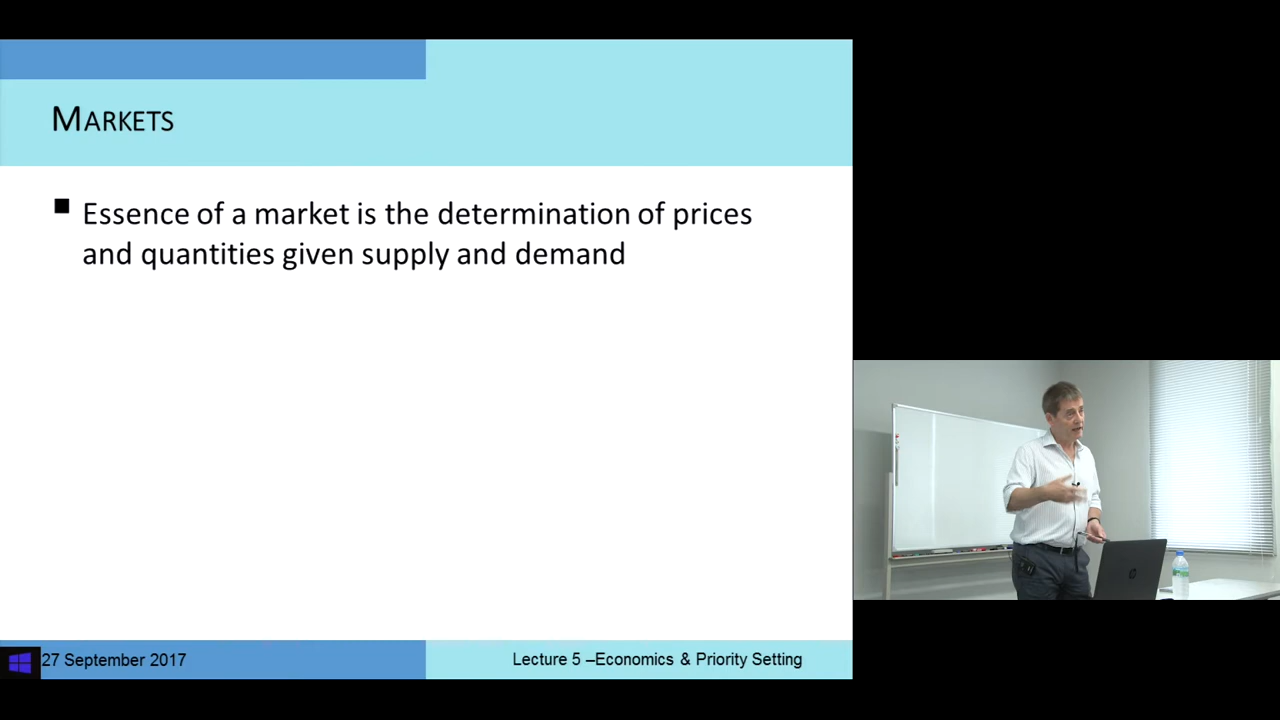 MARKETS
Essence of a market is the determination of prices
and quantities given supply and demand
27 September 2017
Lecture 5 –Economics & Priority Setting